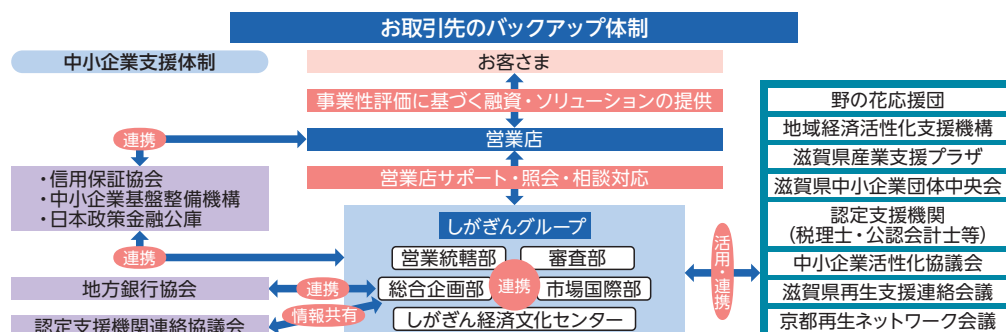 お取引先のバックアップ体制
中小企業支援体制
お客さま
事業性評価に基づく融資・ソリューションの提供
連携
営業店
・信用保証協会
・中小企業基盤整備機構
・日本政策金融公庫
営業店サポート・照会・相談対応
しがぎんグループ
連携
営業統轄部
審査部
地方銀行協会
連携
総合企画部
連携
市場国際部
情報共有
認定支援機関連絡協議会
しがぎん経済文化センター
活用・連携
野の花応援団
地域経済活性化支援機構
滋賀県産業支援プラザ
滋賀県中小企業団体中央会
認定支援機関
(税理士・公認会計士等)
中小企業活性化協議会
滋賀県再生支援連絡会議
京都再生ネットワーク会議